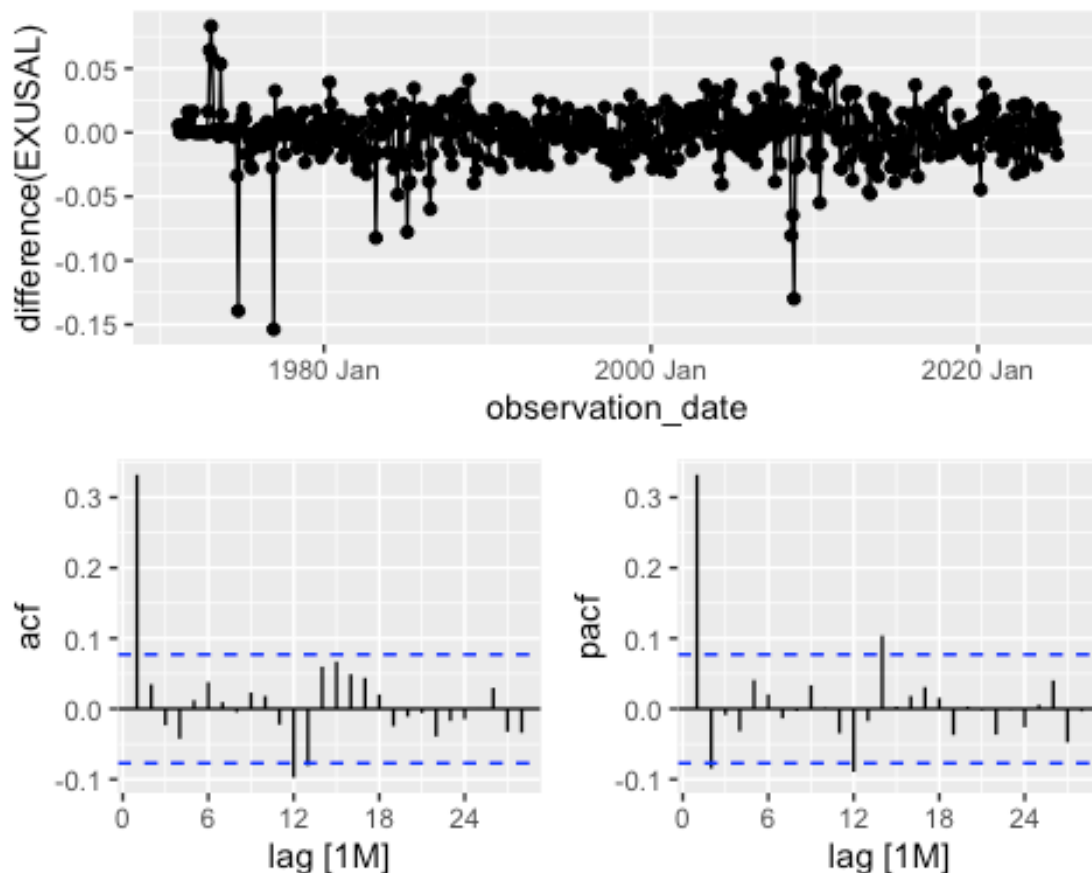 difference(EXUSAL)
0.05
0.00
-0.05
-0.10
-0.15
1980 Jan 2000 Jan 2020 Jan
observation_date
acf
0.3
0.2
0.1
0.0
-0.1
0 6 12 18 24
lag [1M]
pacf
0.3
0.2
0.1
0.0
-0.1
0 6 12 18 24
lag [1M]